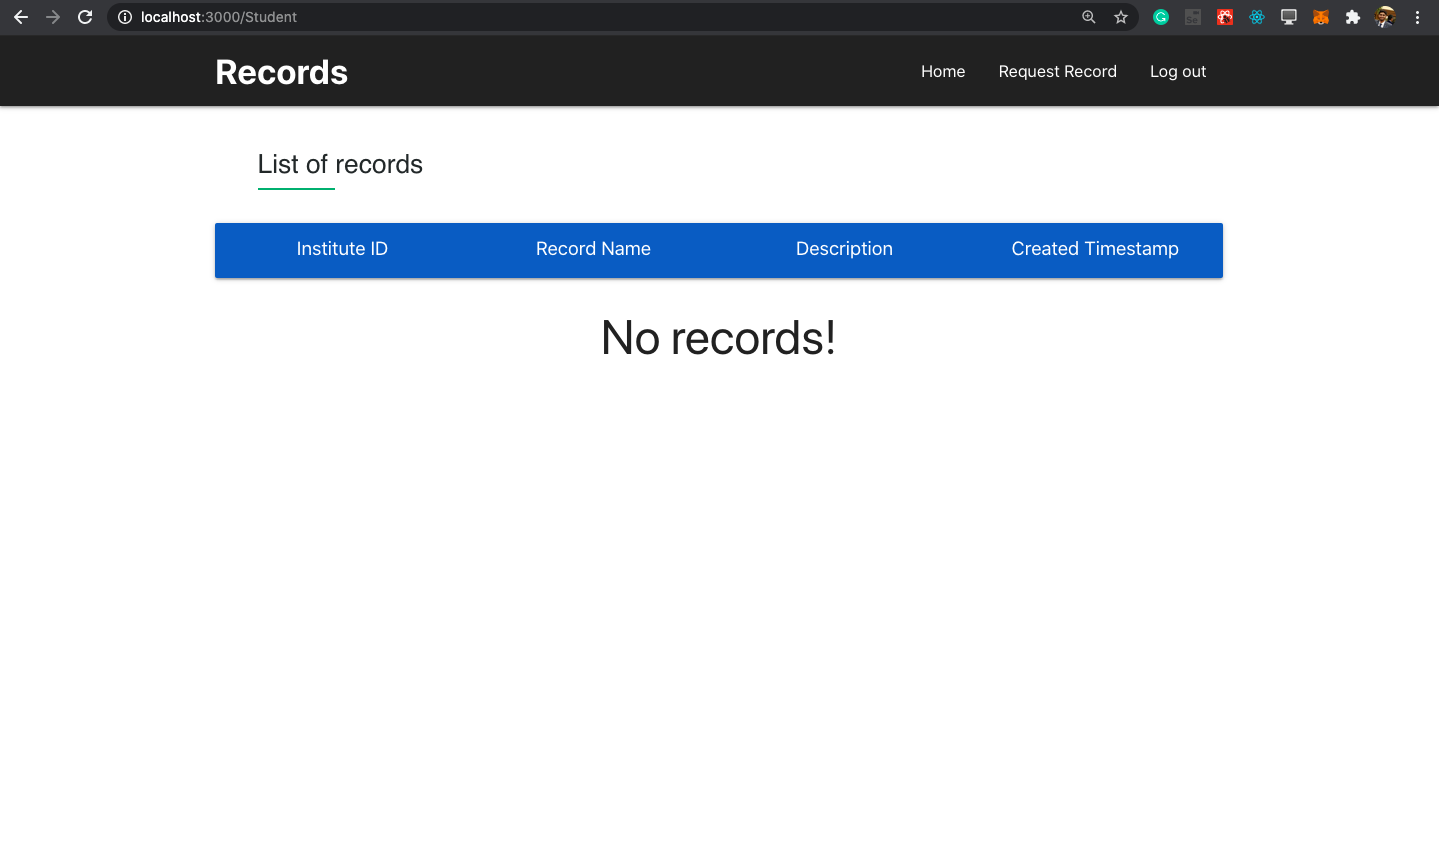 localhost:3000/Student
Records
Home Request Record Log out
List of records
Institute ID Record Name Description Created Timestamp
No records!